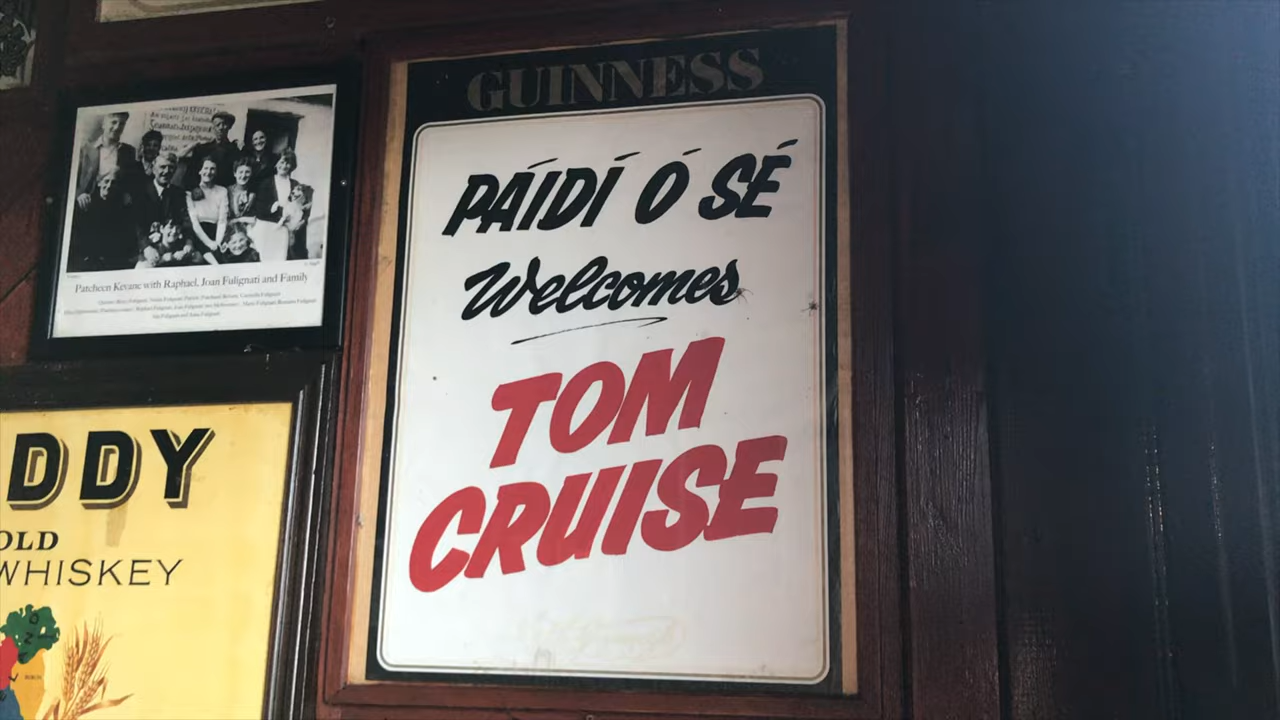 GUINNESS
PÁIDÍ Ó SÉ
Welcomes
TOM
CRUISE
Patcheen Kevane with Raphael, Joan Fulignati and Family
DDY
OLD
WHISKEY